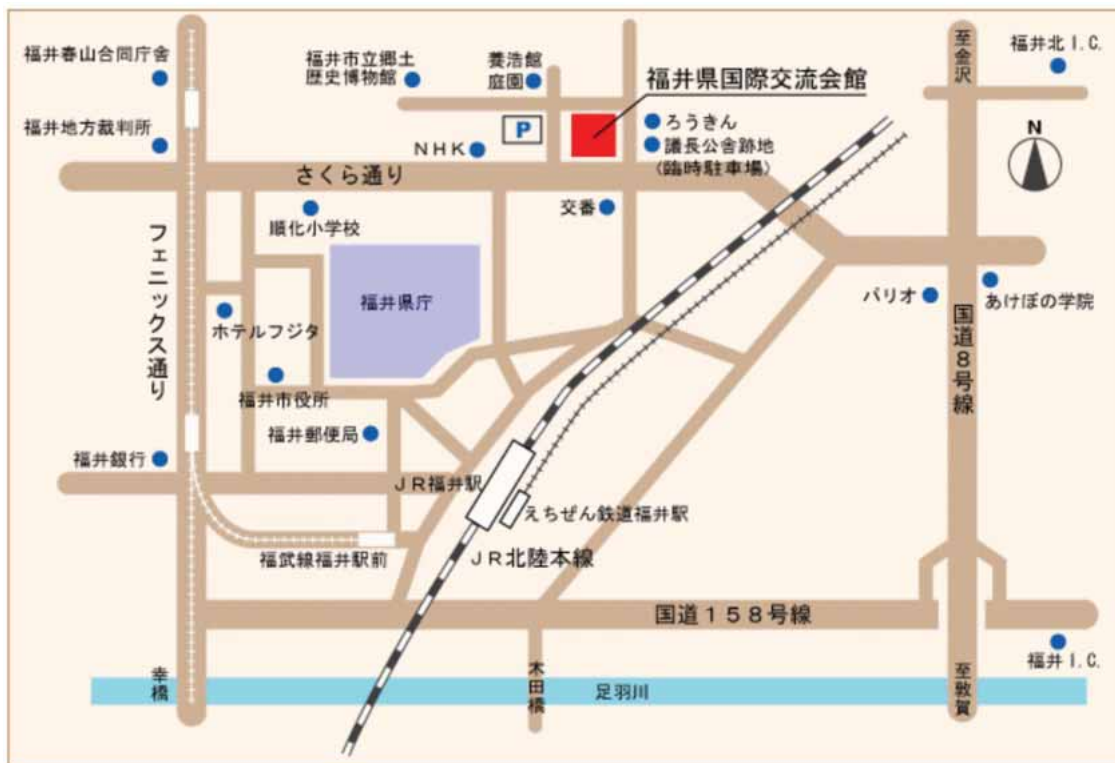 福井春山合同庁舎
福井市立郷土
歴史博物館
養浩館
庭園
福井県国際交流会館
至金沢
福井北I.C.
福井地方裁判所
P
NHK
ろうきん
議長公舎跡地
(臨時駐車場)
N
さくら通り
順化小学校
交番
フェニックス通り
福井県庁
パリオ
あけぼの学院
ホテルフジタ
国道8号線
福井市役所
福井郵便局
福井銀行
JR福井駅
えちぜん鉄道福井駅
福武線福井駅前
JR北陸本線
国道158号線
福井I.C.
幸橋
木田橋
足羽川
至敦賀